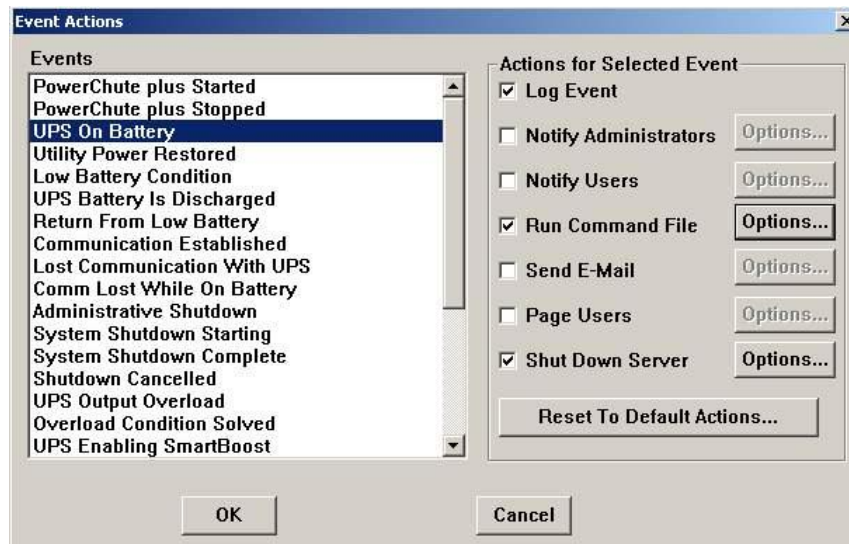 Event Actions
Events
PowerChute plus Started
PowerChute plus Stopped
UPS On Battery
Utility Power Restored
Low Battery Condition
UPS Battery Is Discharged
Return From Low Battery
Communication Established
Lost Communication With UPS
Comm Lost While On Battery
Administrative Shutdown
System Shutdown Starting
System Shutdown Complete
Shutdown Cancelled
UPS Output Overload
Overload Condition Solved
UPS Enabling SmartBoost
Actions for Selected Event
Log Event
Notify Administrators Options...
Notify Users Options...
Run Command File Options...
Send E-Mail Options...
Page Users Options...
Shut Down Server Options...
Reset To Default Actions...
OK Cancel